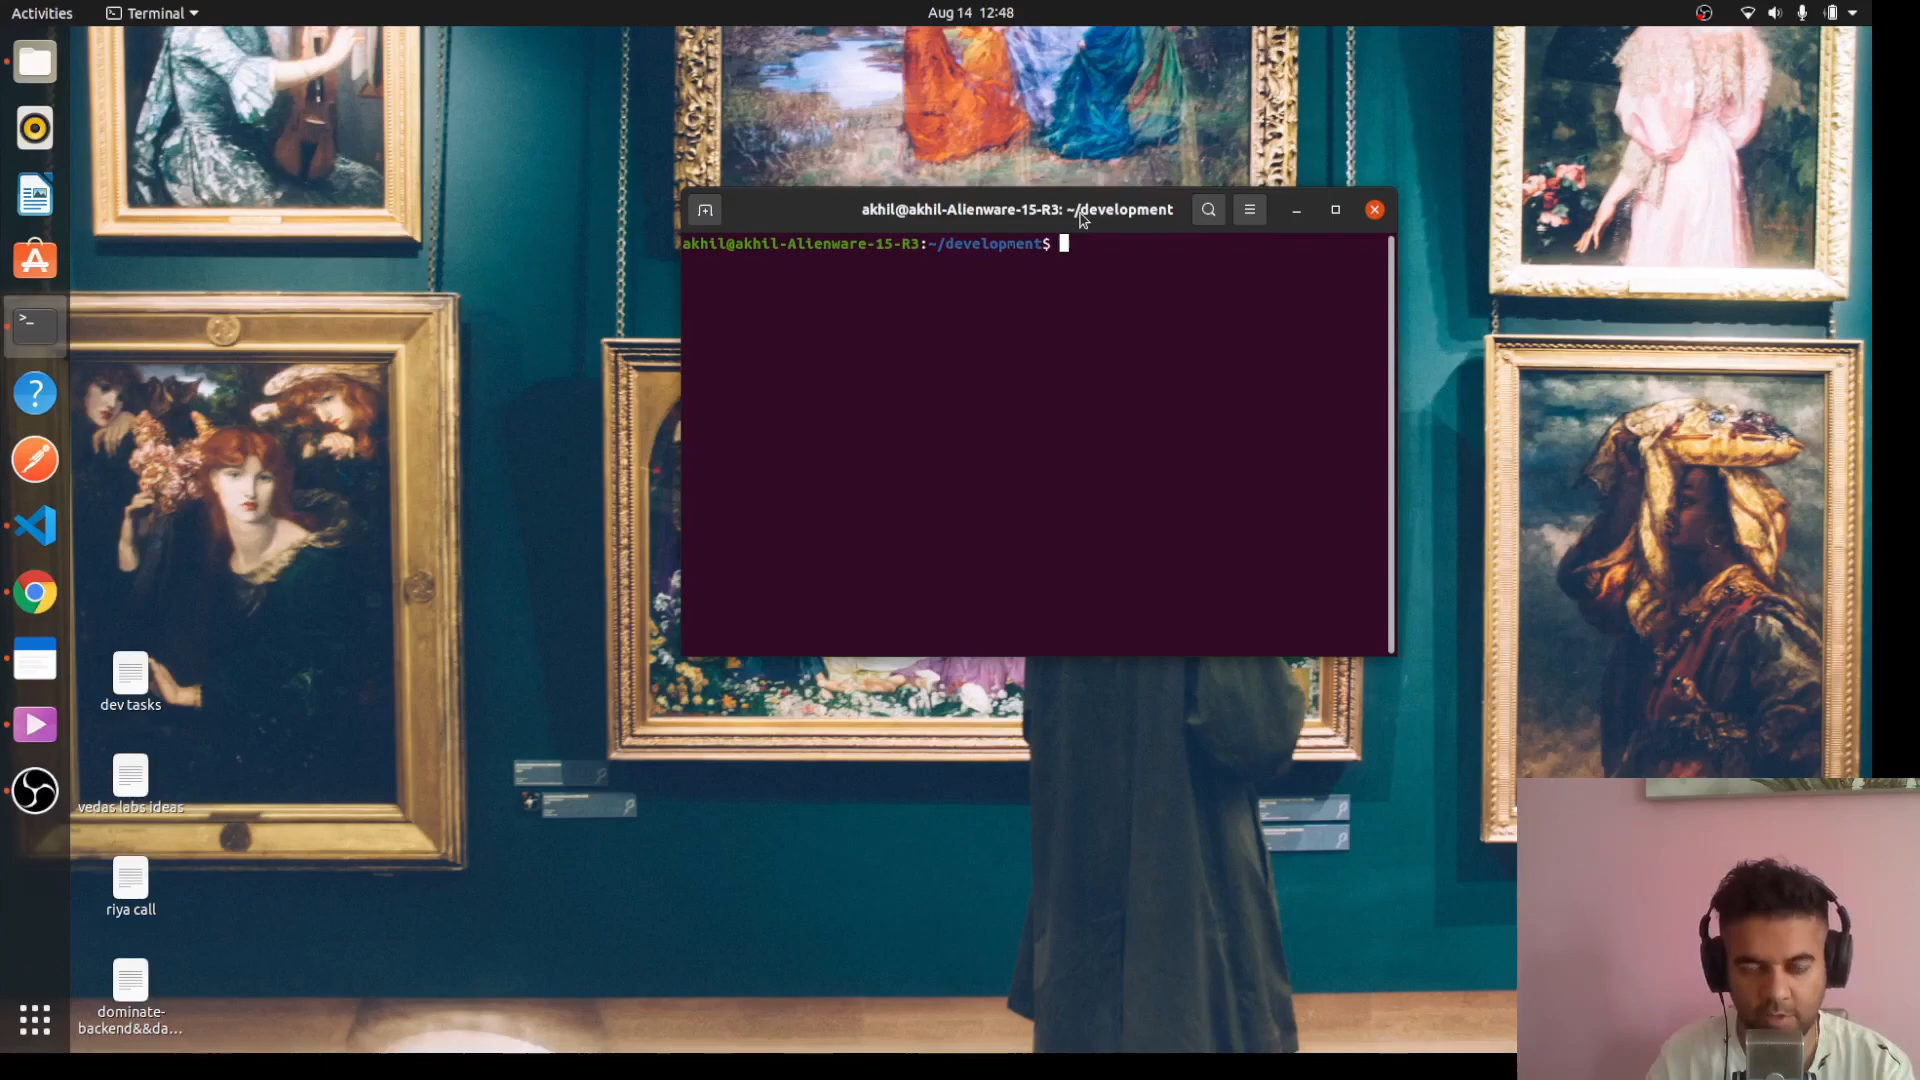 Activities
Terminal
Aug 14 12:48
akhil@akhil-Alienware-15-R3: ~/development
akhil@akhil-Alienware-15-R3:~/development$
dev tasks
vedas labs ideas
riya call
dominate-
backend&&da...